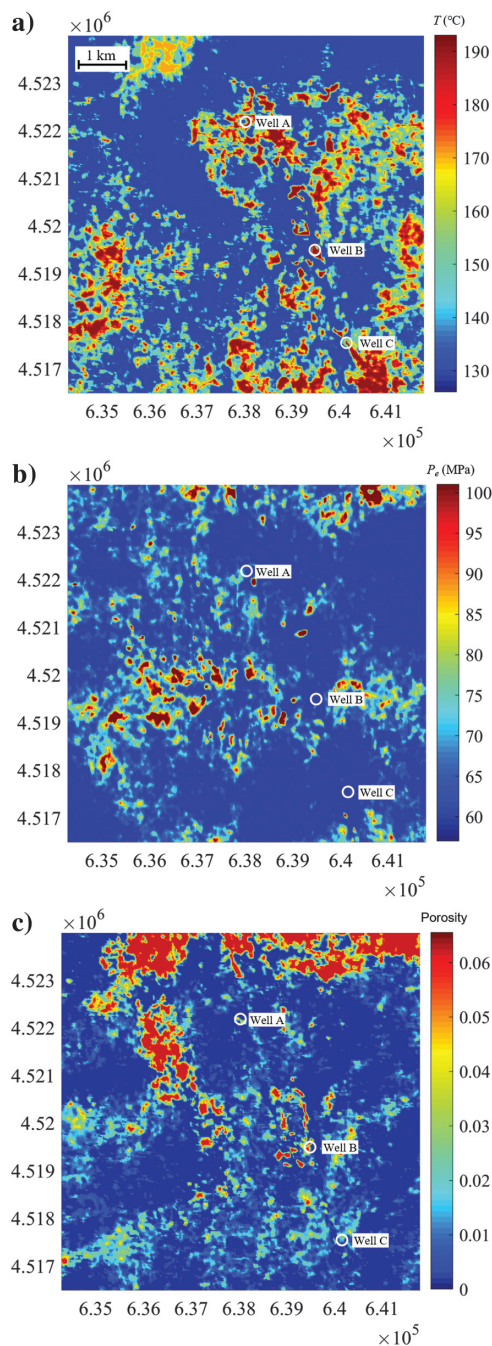 a)
×10⁶
T (°C)
1 km
4.523
4.522
4.521
4.52
4.519
4.518
4.517
Well A
Well B
Well C
190
180
170
160
150
140
130
6.35 6.36 6.37 6.38 6.39 6.4 6.41
×10⁵
b)
×10⁶
Pₑ (MPa)
4.523
4.522
4.521
4.52
4.519
4.518
4.517
Well A
Well B
Well C
100
95
90
85
80
75
70
65
60
6.35 6.36 6.37 6.38 6.39 6.4 6.41
×10⁵
c)
×10⁶
Porosity
4.523
4.522
4.521
4.52
4.519
4.518
4.517
Well A
Well B
Well C
0.06
0.05
0.04
0.03
0.02
0.01
0
6.35 6.36 6.37 6.38 6.39 6.4 6.41
×10⁵